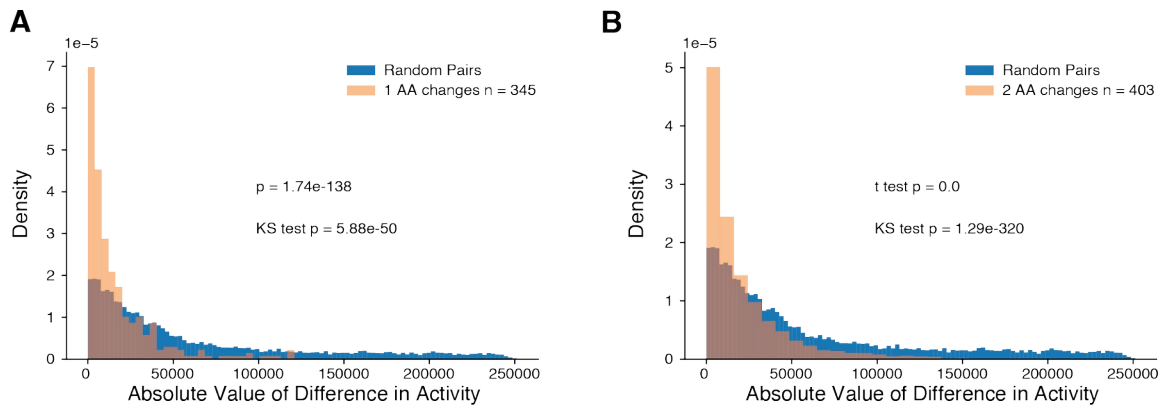 A
1e−5
7
6
5
4
3
2
1
0
Density
Random Pairs
1 AA changes n = 345
p = 1.74e-138
KS test p = 5.88e-50
0
50000
100000
150000
200000
250000
Absolute Value of Difference in Activity
B
1e−5
5
4
3
2
1
0
Density
Random Pairs
2 AA changes n = 403
t test p = 0.0
KS test p = 1.29e-320
0
50000
100000
150000
200000
250000
Absolute Value of Difference in Activity